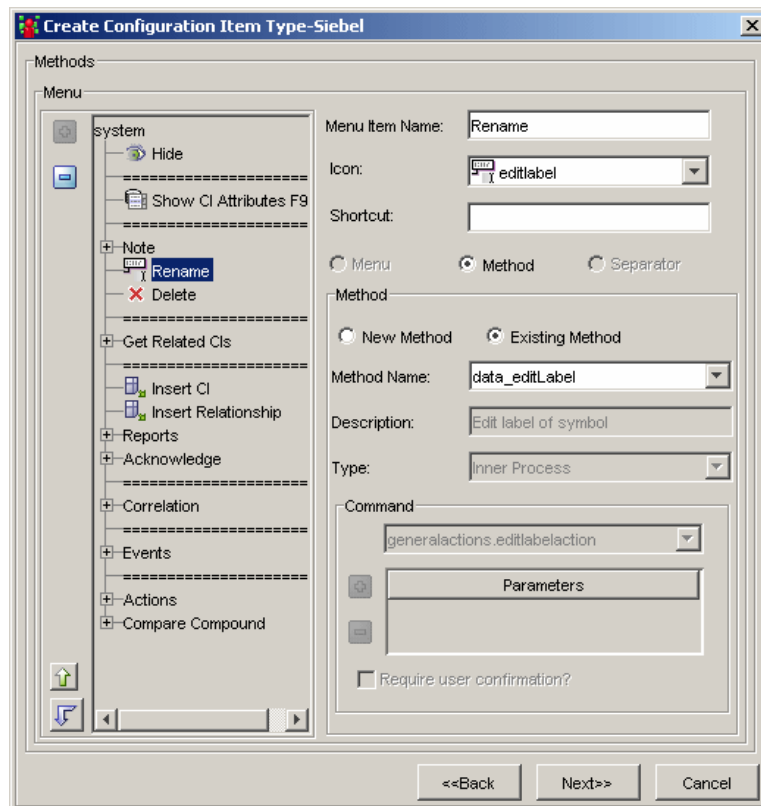 Create Configuration Item Type-Siebel
Methods
Menu
system
Hide
======================
Show CI Attributes F9
======================
Note
Rename
Delete
======================
Get Related CIs
======================
Insert CI
Insert Relationship
Reports
Acknowledge
======================
Correlation
======================
Events
======================
Actions
Compare Compound
Menu Item Name: Rename
Icon: editlabel
Shortcut:
Menu Method Separator
Method
New Method Existing Method
Method Name: data_editLabel
Description: Edit label of symbol
Type: Inner Process
Command
generalactions.editlabelaction
Parameters
Require user confirmation?
<<Back Next>> Cancel